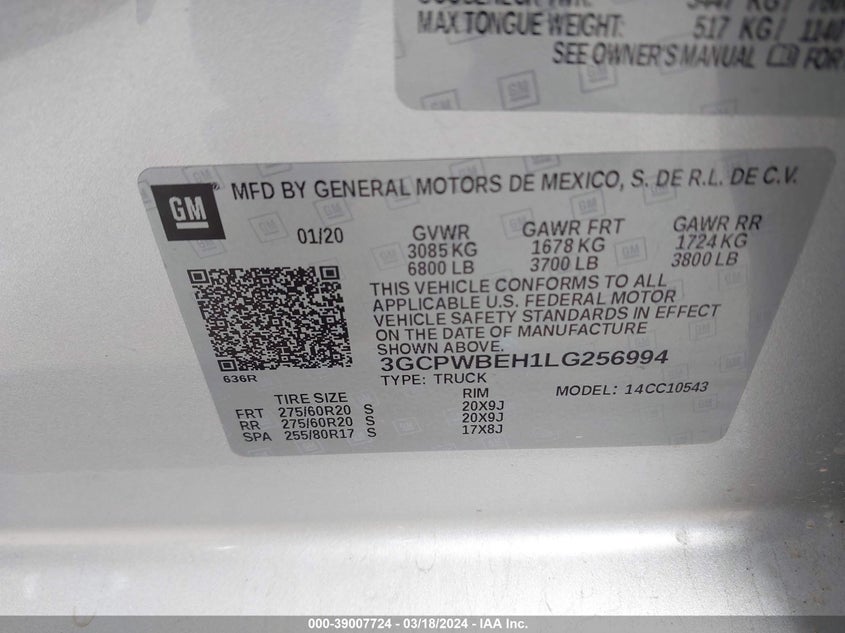 MAX TONGUE WEIGHT: 517 KG/ 1140
SEE OWNER'S MANUAL FOR
GM MFD BY GENERAL MOTORS DE MEXICO, S. DE R.L. DE C.V.
01/20
GVWR GAWR FRT GAWR RR
3085 KG 1678 KG 1724 KG
6800 LB 3700 LB 3800 LB
THIS VEHICLE CONFORMS TO ALL
APPLICABLE U.S. FEDERAL MOTOR
VEHICLE SAFETY STANDARDS IN EFFECT
ON THE DATE OF MANUFACTURE
SHOWN ABOVE.
636R
3GCPWBEH1LG256994
TYPE: TRUCK MODEL: 14CC10543
TIRE SIZE RIM
FRT 275/60R20 S 20X9J
RR 275/60R20 S 20X9J
SPA 255/80R17 S 17X8J
000-39007724 - 03/18/2024 - IAA Inc.